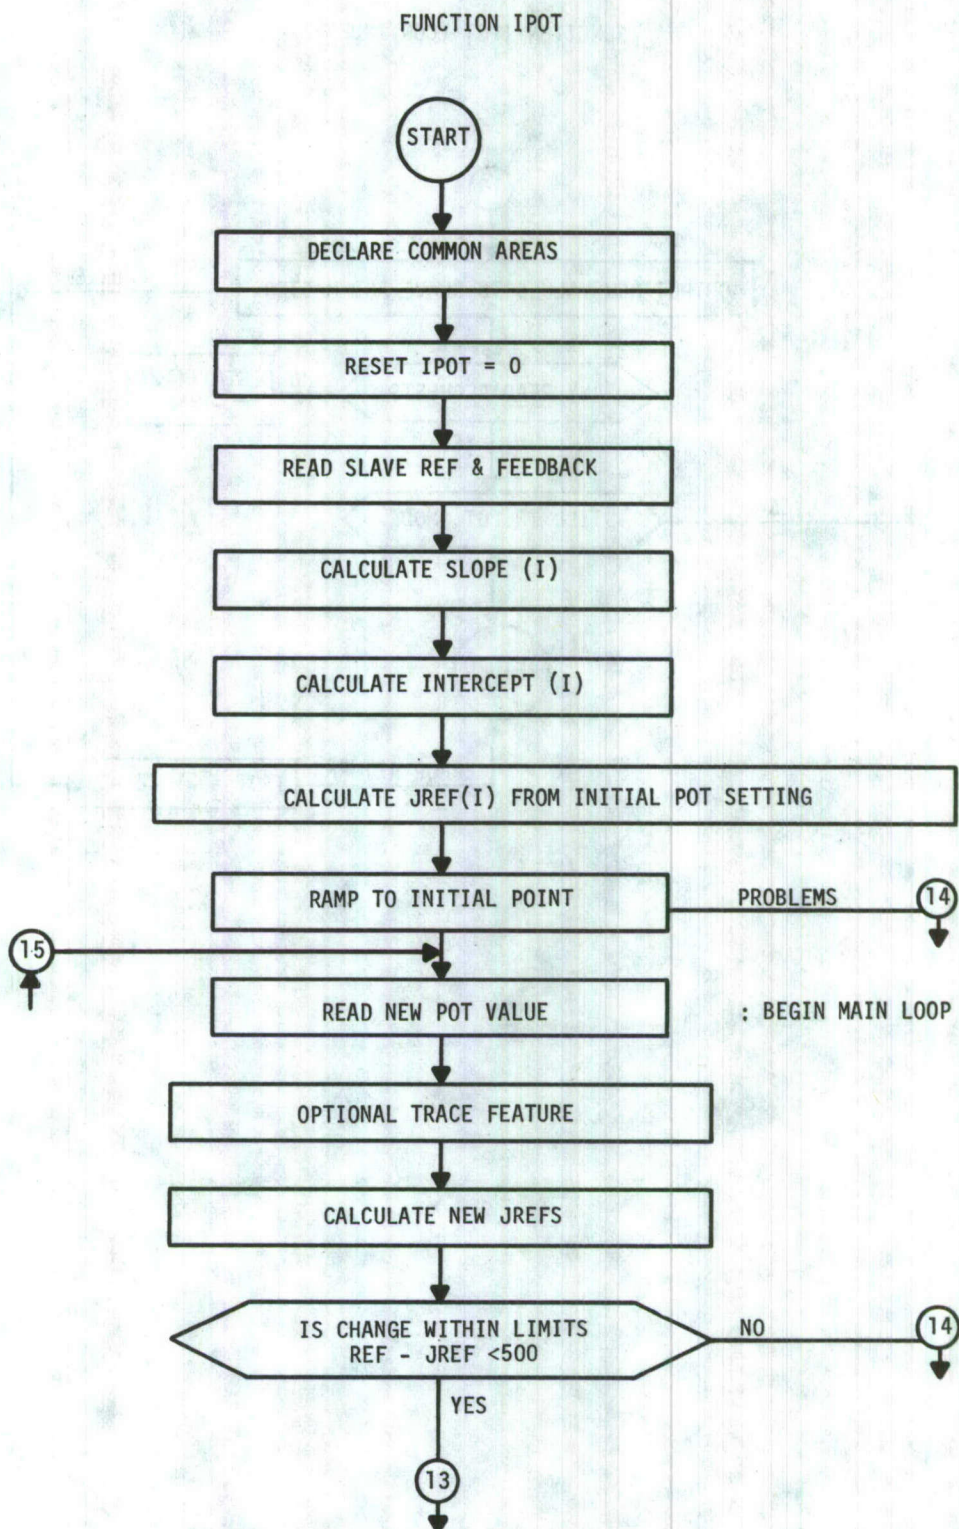 FUNCTION IPOT
START
DECLARE COMMON AREAS
RESET IPOT = 0
READ SLAVE REF & FEEDBACK
CALCULATE SLOPE (I)
CALCULATE INTERCEPT (I)
CALCULATE JREF(I) FROM INITIAL POT SETTING
RAMP TO INITIAL POINT
PROBLEMS
14
15
READ NEW POT VALUE
: BEGIN MAIN LOOP
OPTIONAL TRACE FEATURE
CALCULATE NEW JREFS
IS CHANGE WITHIN LIMITS
REF - JREF <500
NO
14
YES
13